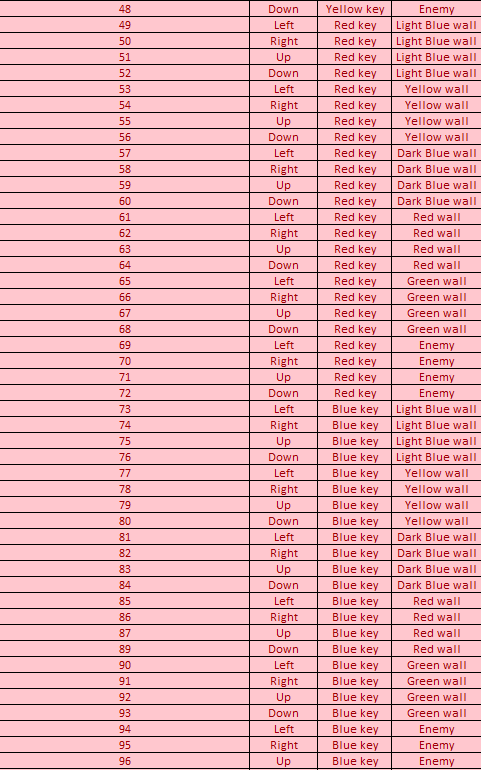 48 Down Yellow key Enemy
49 Left Red key Light Blue wall
50 Right Red key Light Blue wall
51 Up Red key Light Blue wall
52 Down Red key Light Blue wall
53 Left Red key Yellow wall
54 Right Red key Yellow wall
55 Up Red key Yellow wall
56 Down Red key Yellow wall
57 Left Red key Dark Blue wall
58 Right Red key Dark Blue wall
59 Up Red key Dark Blue wall
60 Down Red key Dark Blue wall
61 Left Red key Red wall
62 Right Red key Red wall
63 Up Red key Red wall
64 Down Red key Red wall
65 Left Red key Green wall
66 Right Red key Green wall
67 Up Red key Green wall
68 Down Red key Green wall
69 Left Red key Enemy
70 Right Red key Enemy
71 Up Red key Enemy
72 Down Red key Enemy
73 Left Blue key Light Blue wall
74 Right Blue key Light Blue wall
75 Up Blue key Light Blue wall
76 Down Blue key Light Blue wall
77 Left Blue key Yellow wall
78 Right Blue key Yellow wall
79 Up Blue key Yellow wall
80 Down Blue key Yellow wall
81 Left Blue key Dark Blue wall
82 Right Blue key Dark Blue wall
83 Up Blue key Dark Blue wall
84 Down Blue key Dark Blue wall
85 Left Blue key Red wall
86 Right Blue key Red wall
87 Up Blue key Red wall
89 Down Blue key Red wall
90 Left Blue key Green wall
91 Right Blue key Green wall
92 Up Blue key Green wall
93 Down Blue key Green wall
94 Left Blue key Enemy
95 Right Blue key Enemy
96 Up Blue key Enemy